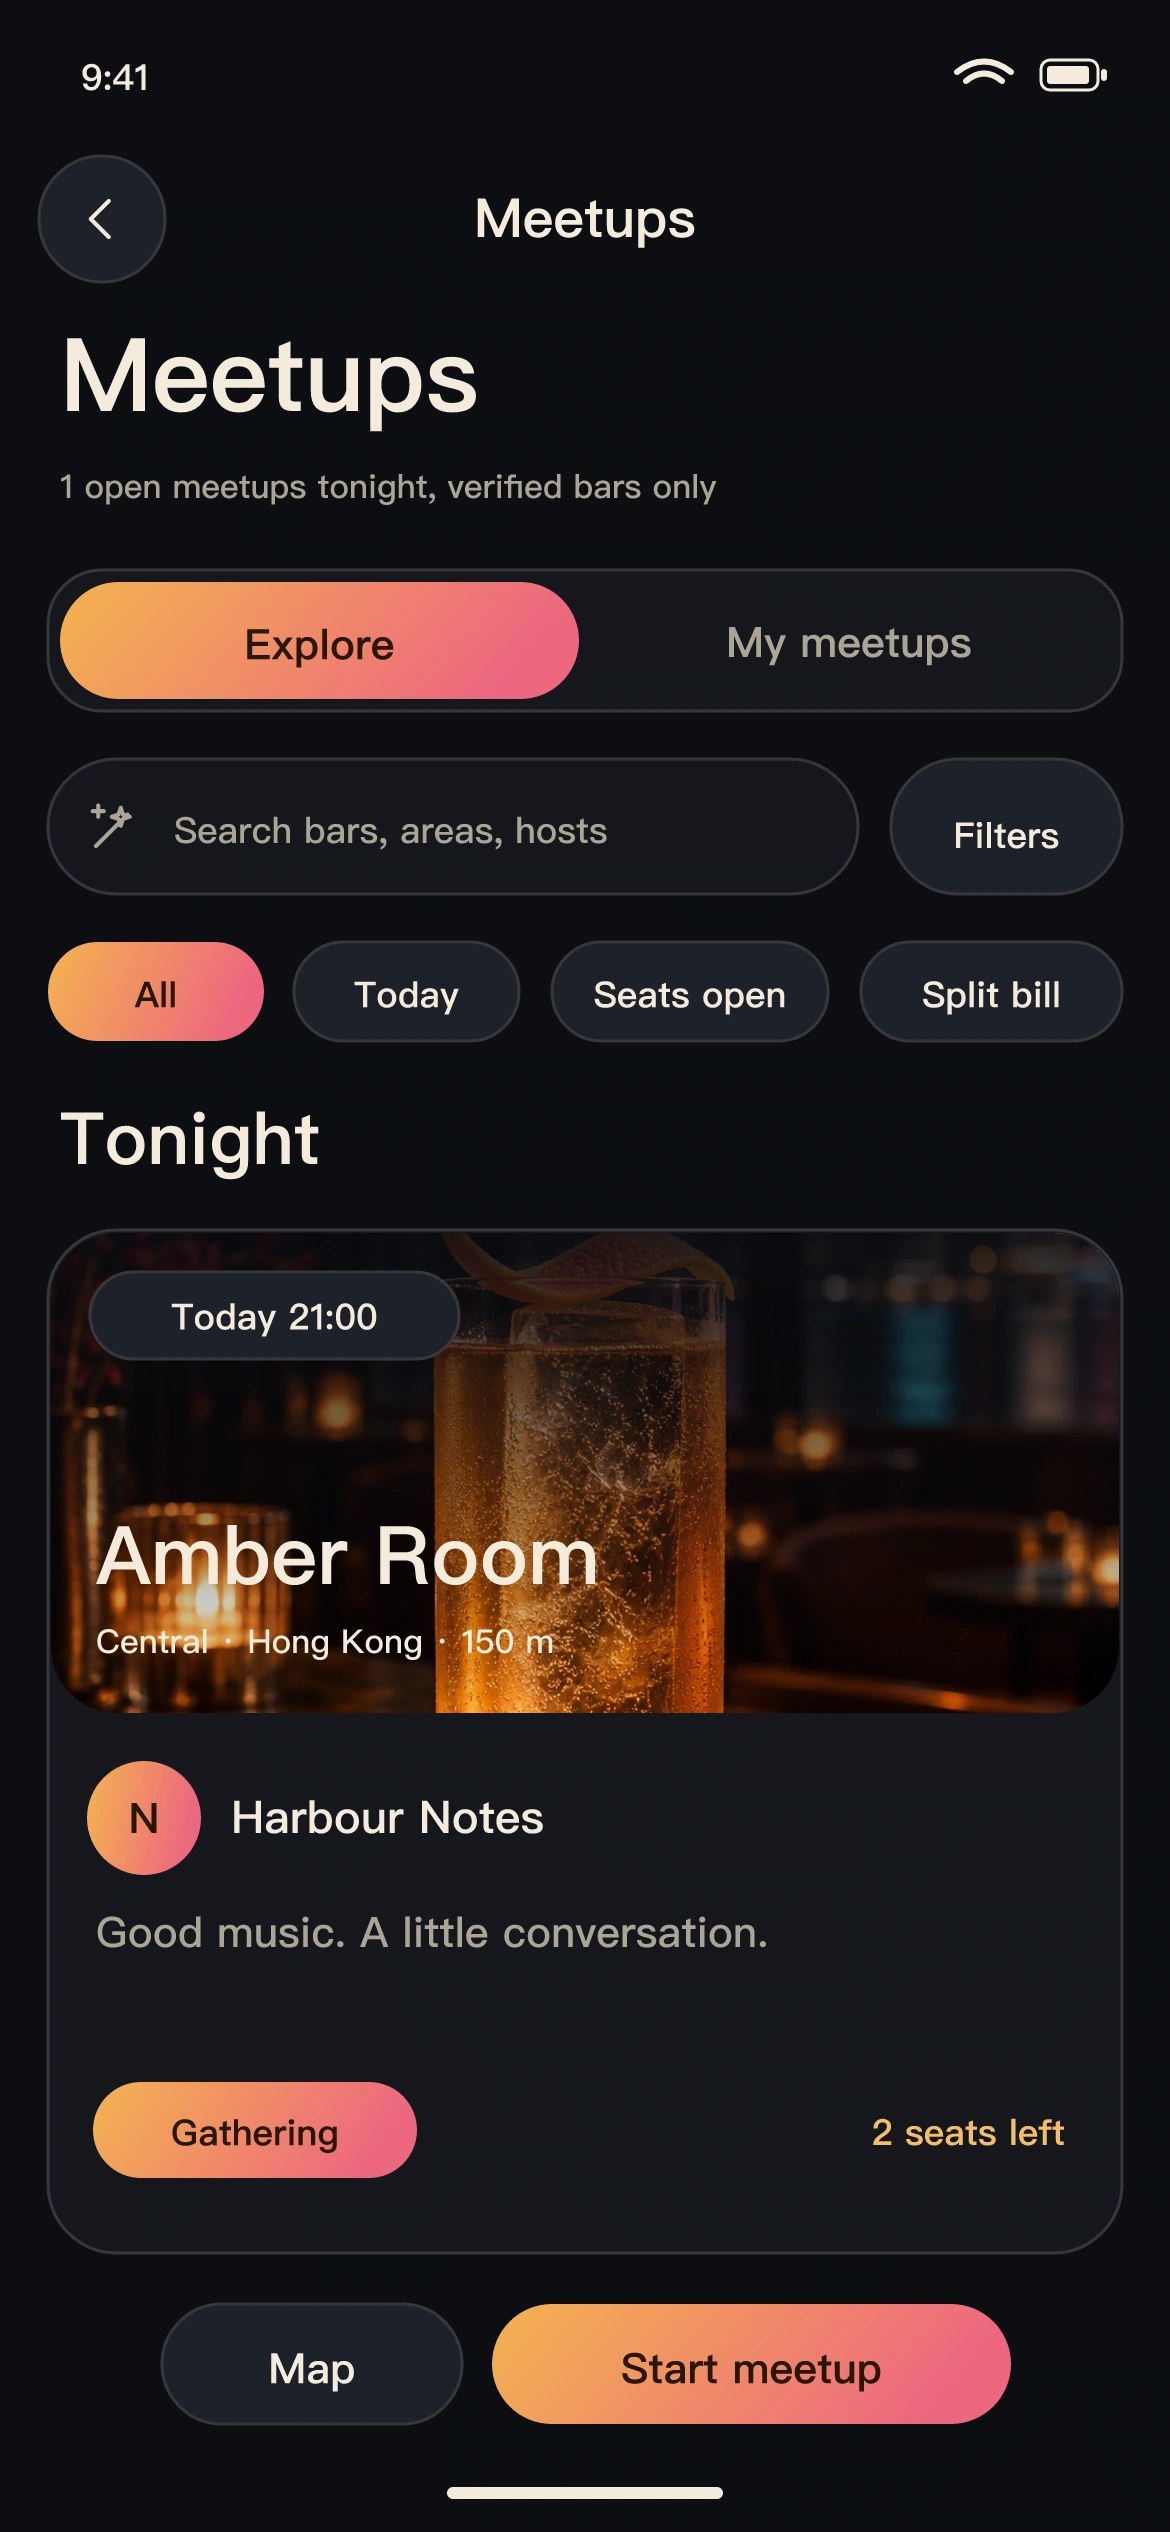 9:41
Meetups
Meetups
1 open meetups tonight, verified bars only
Explore
My meetups
Search bars, areas, hosts
Filters
All
Today
Seats open
Split bill
Tonight
Today 21:00
Amber Room
Central · Hong Kong · 150 m
N
Harbour Notes
Good music. A little conversation.
Gathering
2 seats left
Map
Start meetup